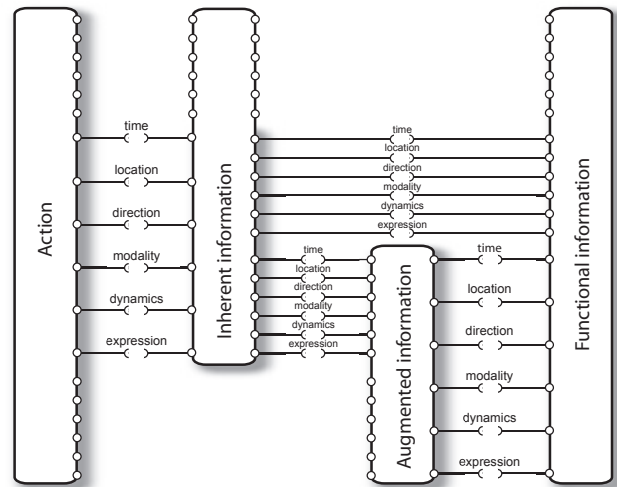 Action
time
location
direction
modality
dynamics
expression
Inherent information
time
location
direction
modality
dynamics
expression
time
location
direction
modality
dynamics
expression
Augmented information
time
location
direction
modality
dynamics
expression
Functional information